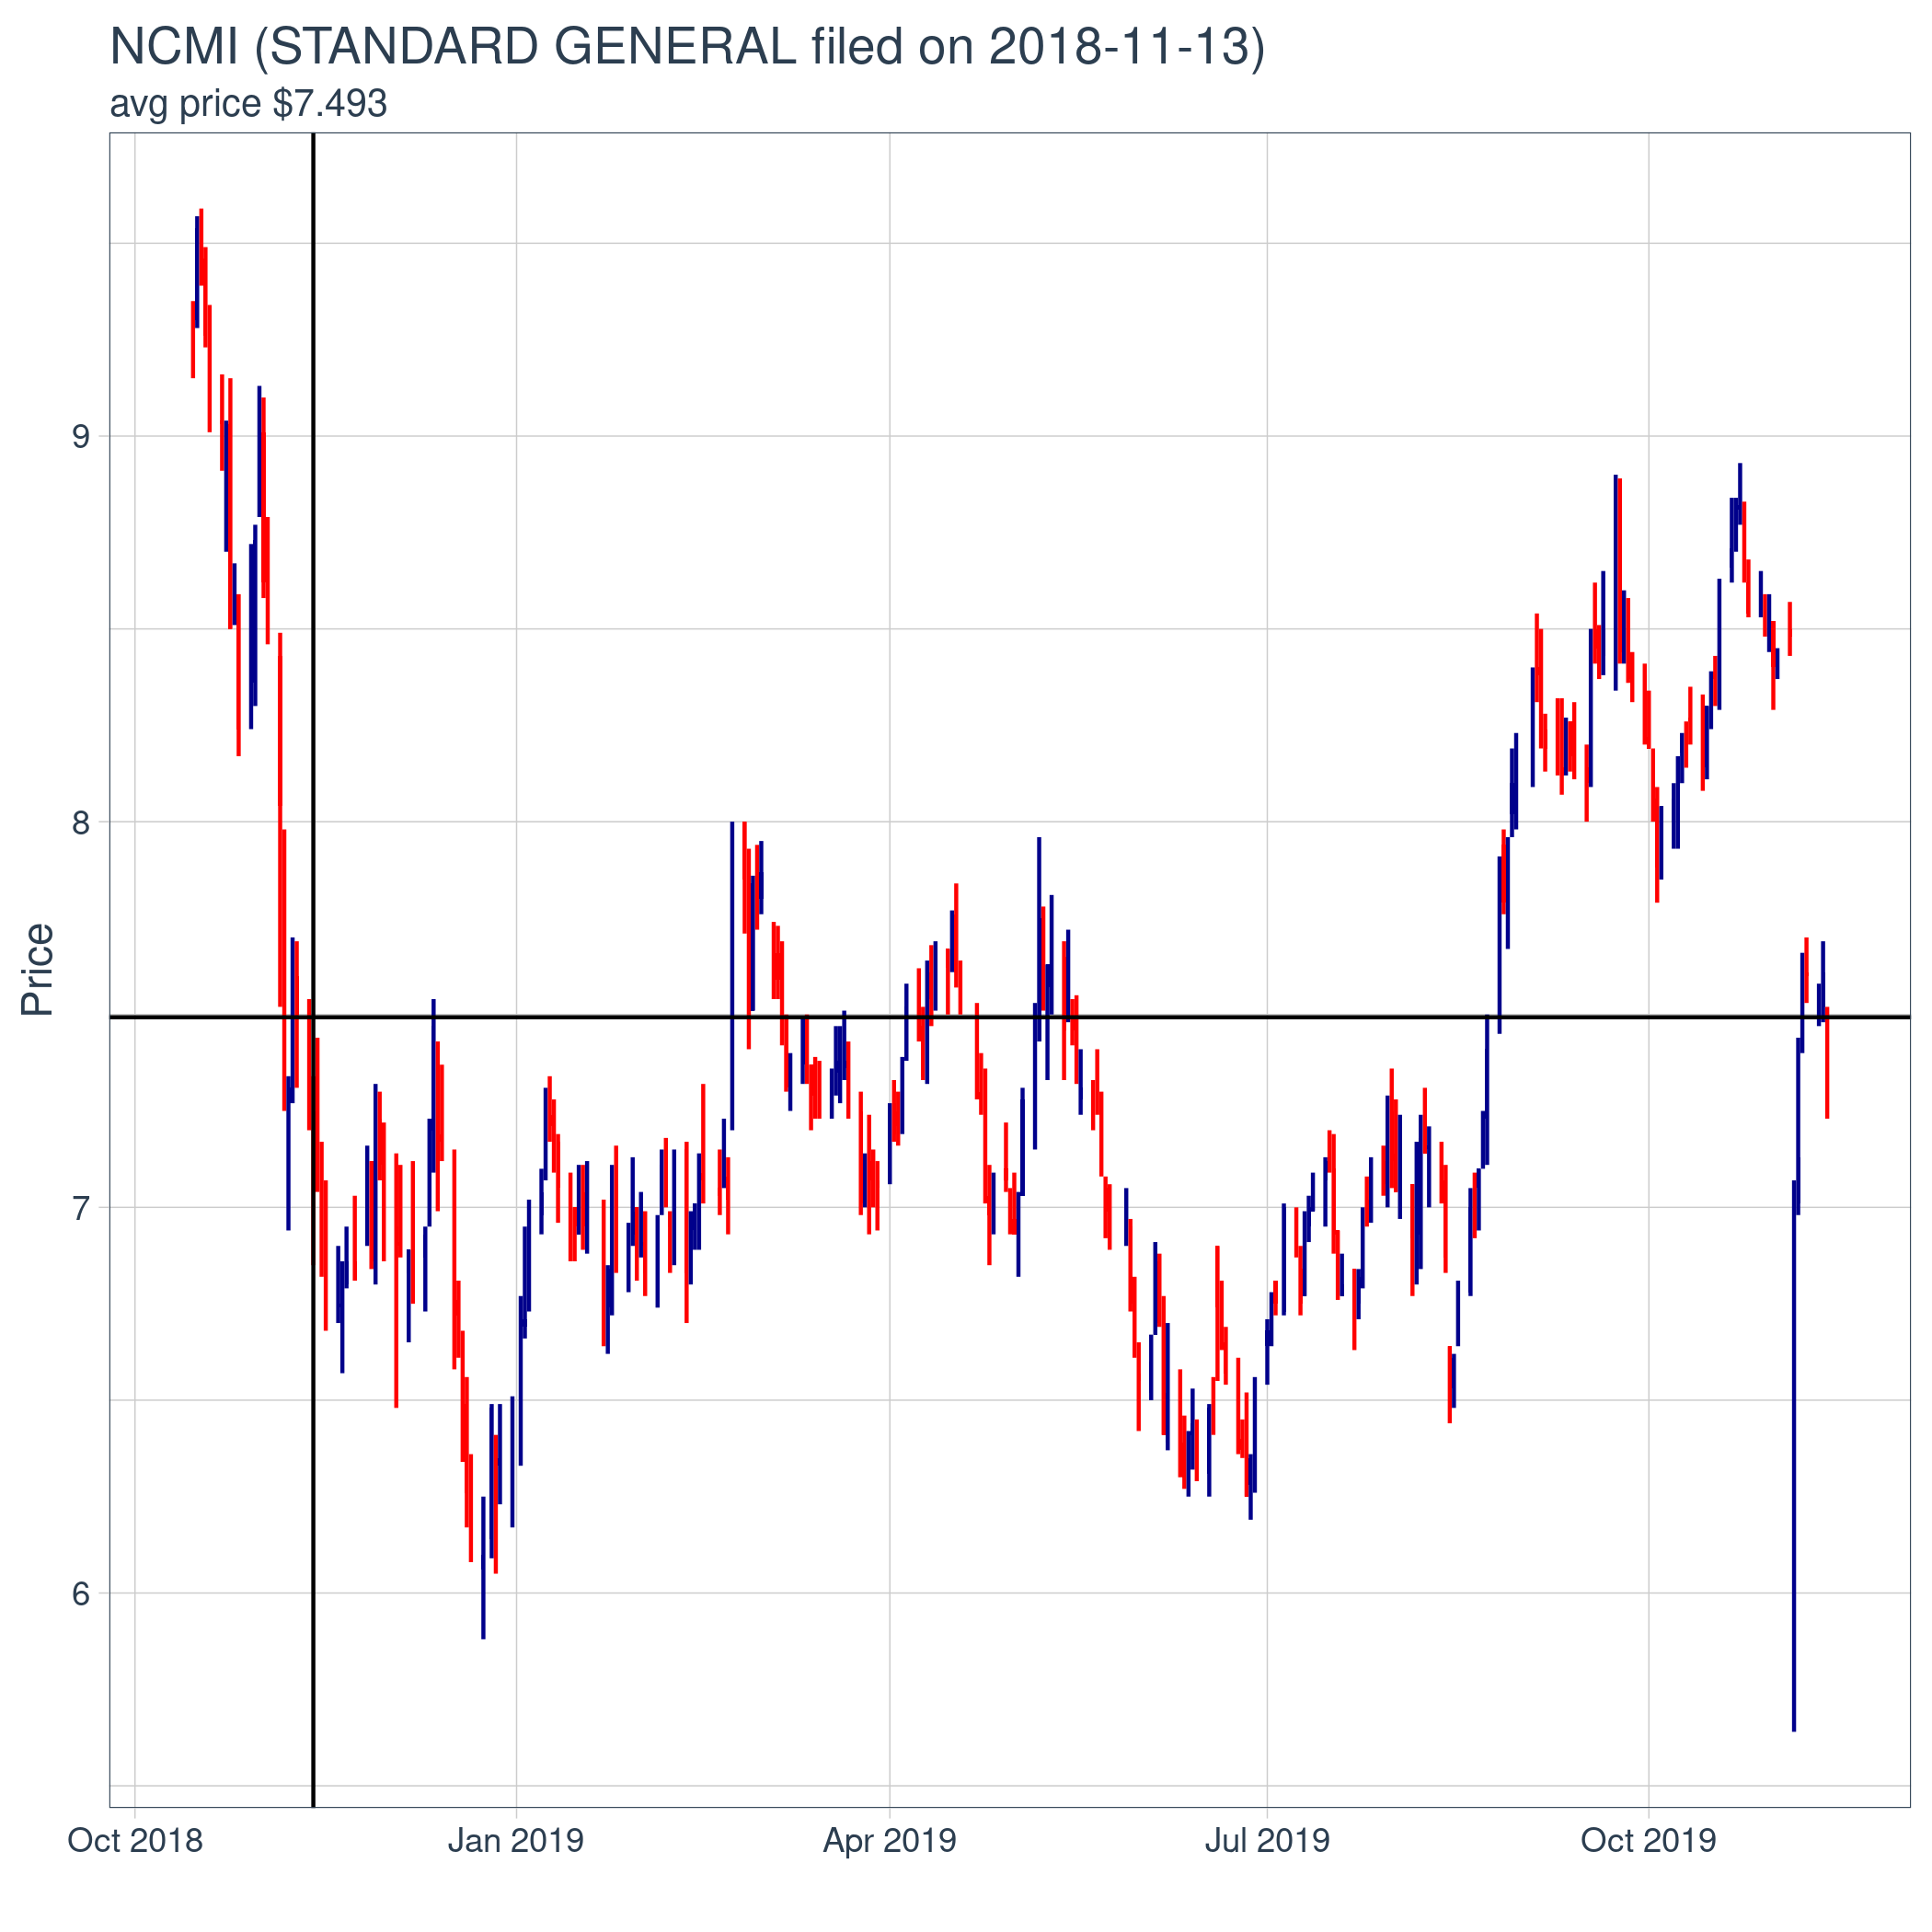 NCMI (STANDARD GENERAL filed on 2018-11-13)
avg price $7.493
Price
9
8
7
6
Oct 2018
Jan 2019
Apr 2019
Jul 2019
Oct 2019